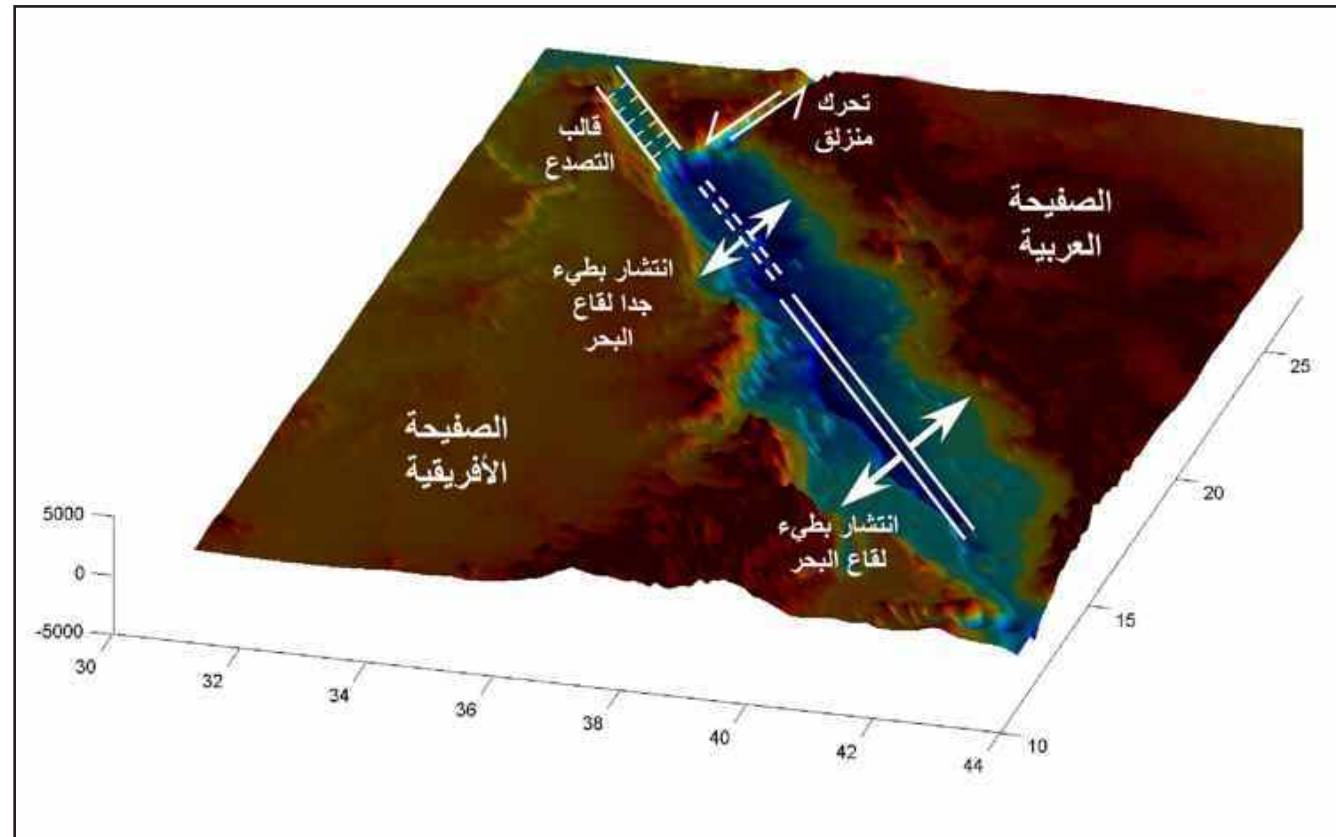 تحرك
منزلق
قالب
التصدع
الصفيحة
العربية
انتشار بطيء
جدا لقاع
البحر
الصفيحة
الأفريقية
انتشار بطيء
لقاع البحر
5000
0
-5000
30
32
34
36
38
40
42
44
10
15
20
25